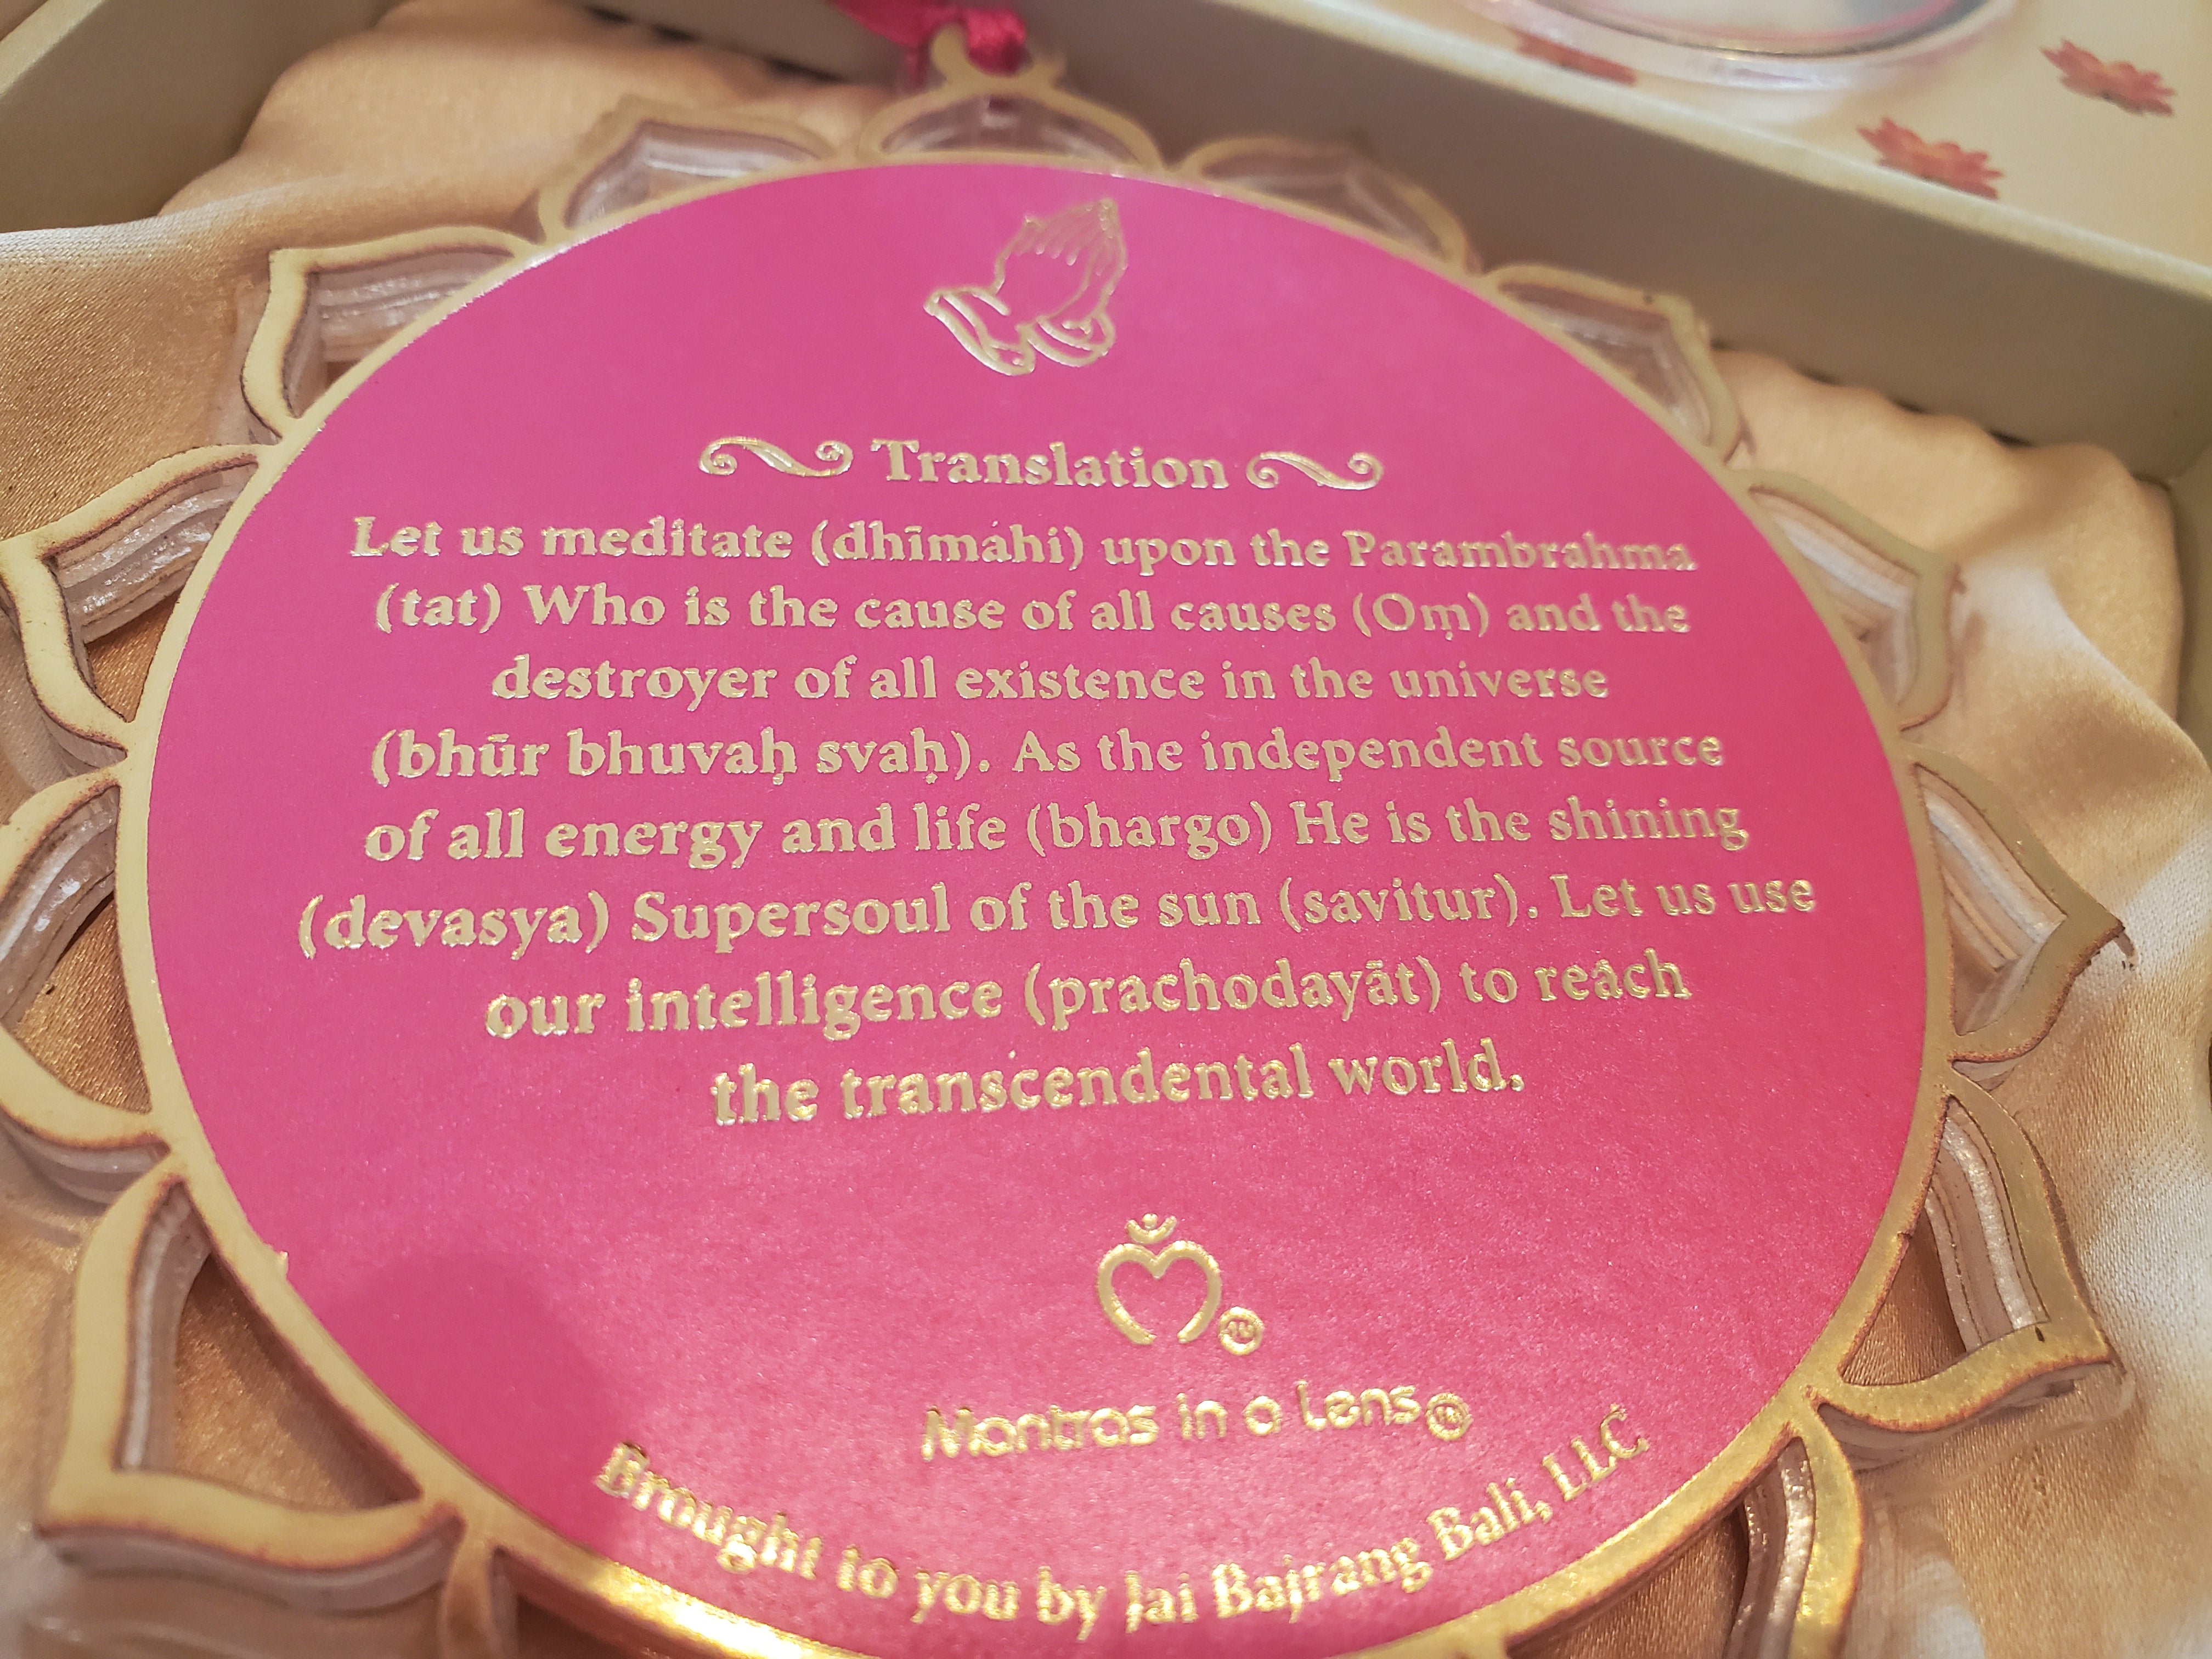 Translation
Let us meditate (dhīmáhi) upon the Parambrahma
(tat) Who is the cause of all causes (Oṃ) and the
destroyer of all existence in the universe
(bhūr bhuvaḥ svaḥ). As the independent source
of all energy and life (bhargo) He is the shining
(devasya) Supersoul of the sun (savitur). Let us use
our intelligence (prachodayāt) to reach
the transcendental world.
Mantras in a Lens
Brought to you by Jai Bajrang Bali, LLC